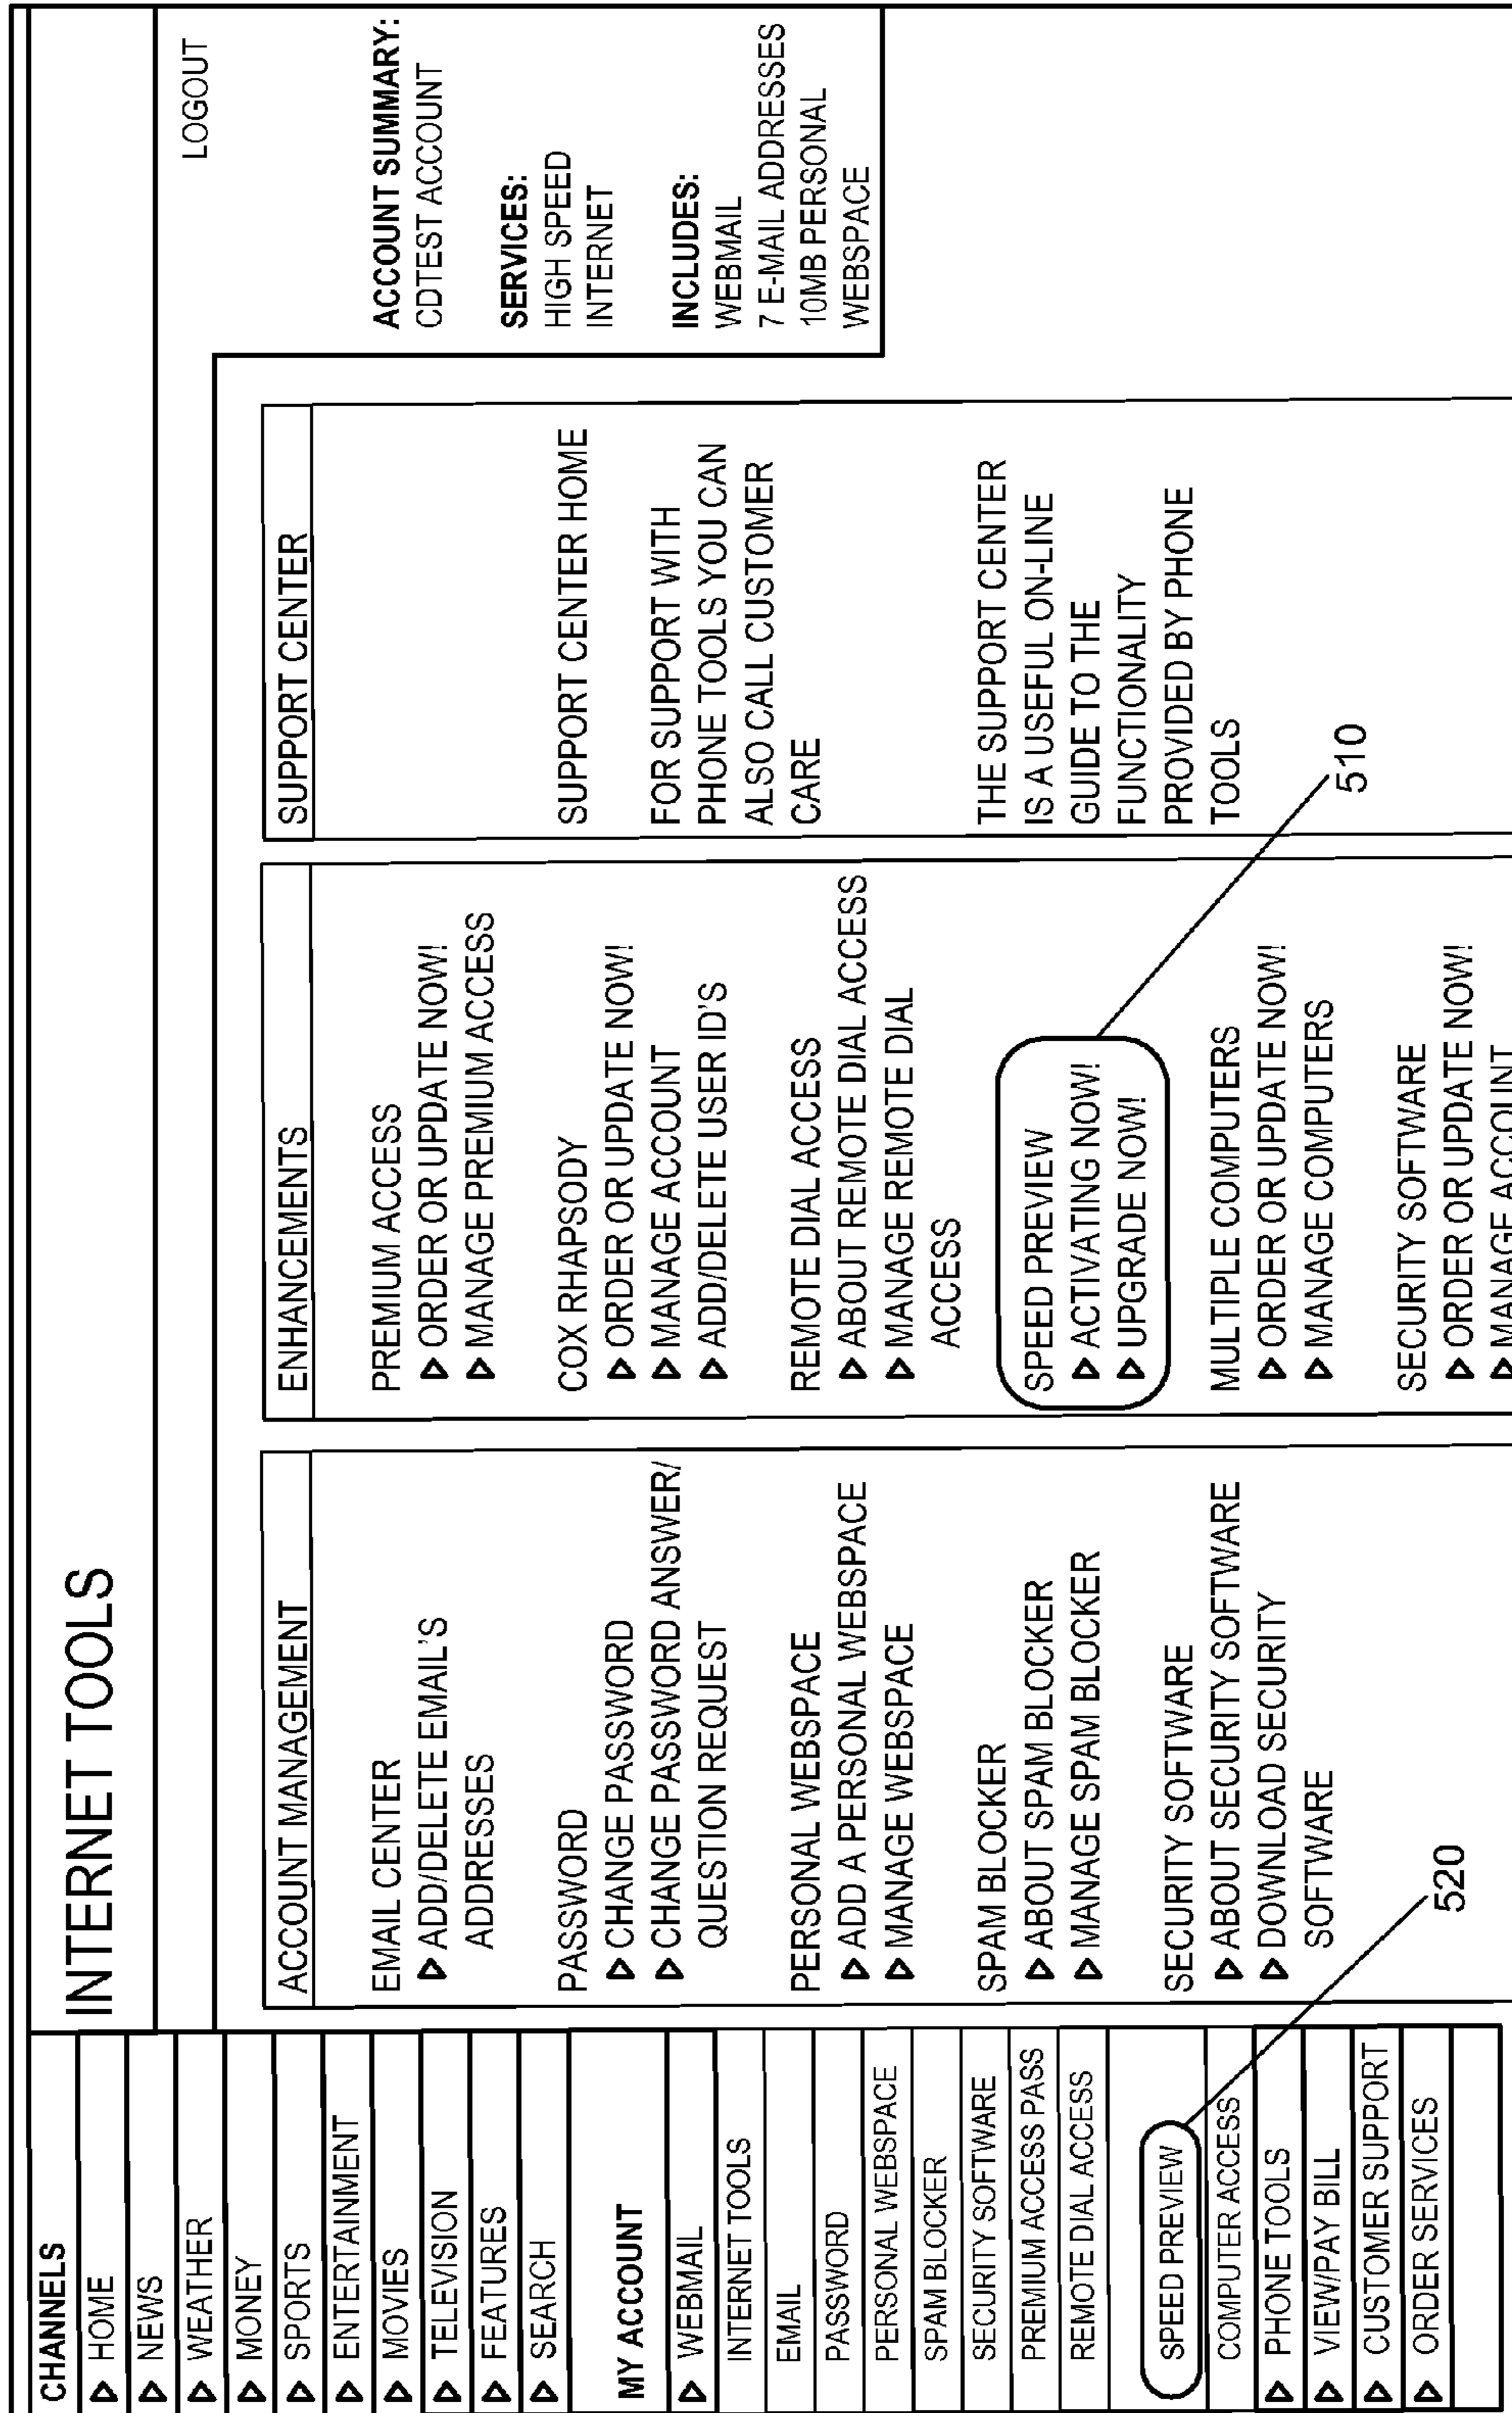 INTERNET TOOLS
CHANNELS
HOME
NEWS
WEATHER
MONEY
SPORTS
ENTERTAINMENT
MOVIES
TELEVISION
FEATURES
SEARCH
MY ACCOUNT
WEBMAIL
INTERNET TOOLS
EMAIL
PASSWORD
PERSONAL WEBSPACE
SPAM BLOCKER
SECURITY SOFTWARE
PREMIUM ACCESS PASS
REMOTE DIAL ACCESS
SPEED PREVIEW
COMPUTER ACCESS
PHONE TOOLS
VIEW/PAY BILL
CUSTOMER SUPPORT
ORDER SERVICES
520
ACCOUNT MANAGEMENT
EMAIL CENTER
ADD/DELETE EMAIL'S
ADDRESSES
PASSWORD
CHANGE PASSWORD
CHANGE PASSWORD ANSWER/
QUESTION REQUEST
PERSONAL WEBSPACE
ADD A PERSONAL WEBSPACE
MANAGE WEBSPACE
SPAM BLOCKER
ABOUT SPAM BLOCKER
MANAGE SPAM BLOCKER
SECURITY SOFTWARE
ABOUT SECURITY SOFTWARE
DOWNLOAD SECURITY
SOFTWARE
ENHANCEMENTS
PREMIUM ACCESS
ORDER OR UPDATE NOW!
MANAGE PREMIUM ACCESS
COX RHAPSODY
ORDER OR UPDATE NOW!
MANAGE ACCOUNT
ADD/DELETE USER ID'S
REMOTE DIAL ACCESS
ABOUT REMOTE DIAL ACCESS
MANAGE REMOTE DIAL
ACCESS
SPEED PREVIEW
ACTIVATING NOW!
UPGRADE NOW!
MULTIPLE COMPUTERS
ORDER OR UPDATE NOW!
MANAGE COMPUTERS
SECURITY SOFTWARE
ORDER OR UPDATE NOW!
MANAGE ACCOUNT
510
SUPPORT CENTER
SUPPORT CENTER HOME
FOR SUPPORT WITH
PHONE TOOLS YOU CAN
ALSO CALL CUSTOMER
CARE
THE SUPPORT CENTER
IS A USEFUL ON-LINE
GUIDE TO THE
FUNCTIONALITY
PROVIDED BY PHONE
TOOLS
LOGOUT
ACCOUNT SUMMARY:
CDTEST ACCOUNT
SERVICES:
HIGH SPEED
INTERNET
INCLUDES:
WEBMAIL
7 E-MAIL ADDRESSES
10MB PERSONAL
WEBSPACE